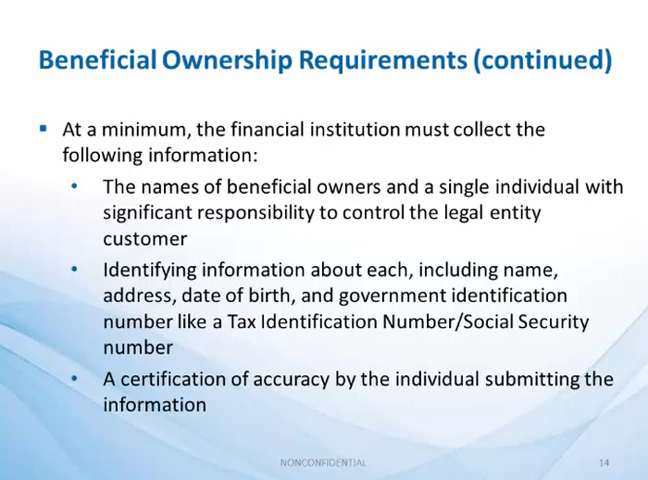 Beneficial Ownership Requirements (continued)
▪ At a minimum, the financial institution must collect the
following information:
• The names of beneficial owners and a single individual with
significant responsibility to control the legal entity
customer
• Identifying information about each, including name,
address, date of birth, and government identification
number like a Tax Identification Number/Social Security
number
• A certification of accuracy by the individual submitting the
information
NONCONFIDENTIAL
14